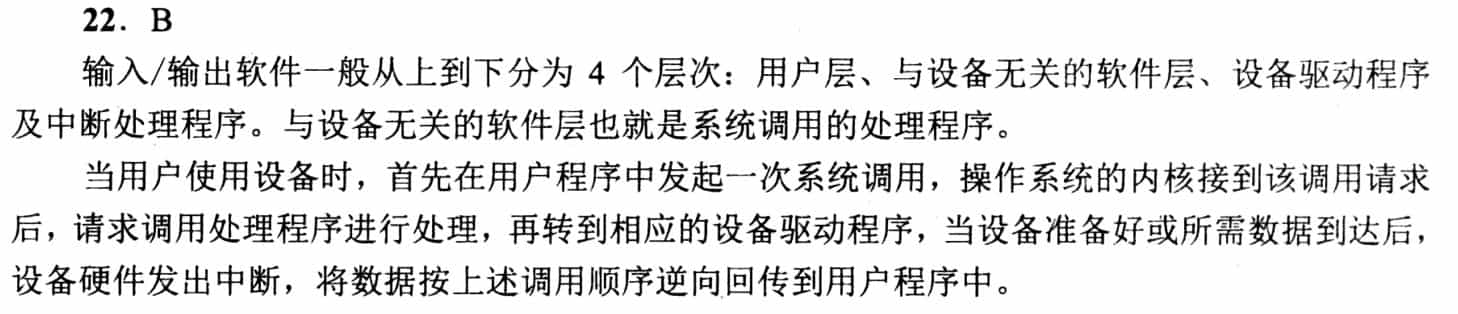 22. B
输入/输出软件一般从上到下分为 4 个层次：用户层、与设备无关的软件层、设备驱动程序
及中断处理程序。与设备无关的软件层也就是系统调用的处理程序。
当用户使用设备时，首先在用户程序中发起一次系统调用，操作系统的内核接到该调用请求
后，请求调用处理程序进行处理，再转到相应的设备驱动程序，当设备准备好或所需数据到达后，
设备硬件发出中断，将数据按上述调用顺序逆向回传到用户程序中。